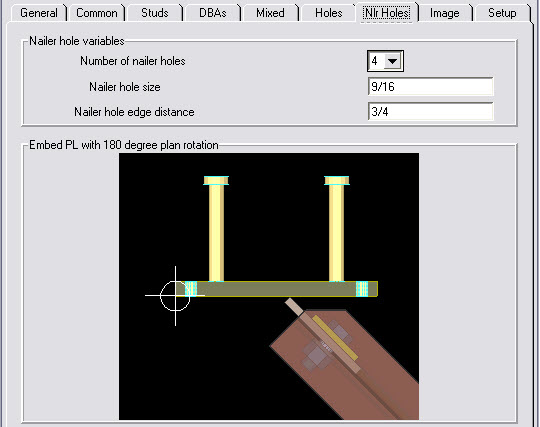 General Common Studs DBAs Mixed Holes Nlr Holes Image Setup
Nailer hole variables
Number of nailer holes 4
Nailer hole size 9/16
Nailer hole edge distance 3/4
Embed PL with 180 degree plan rotation